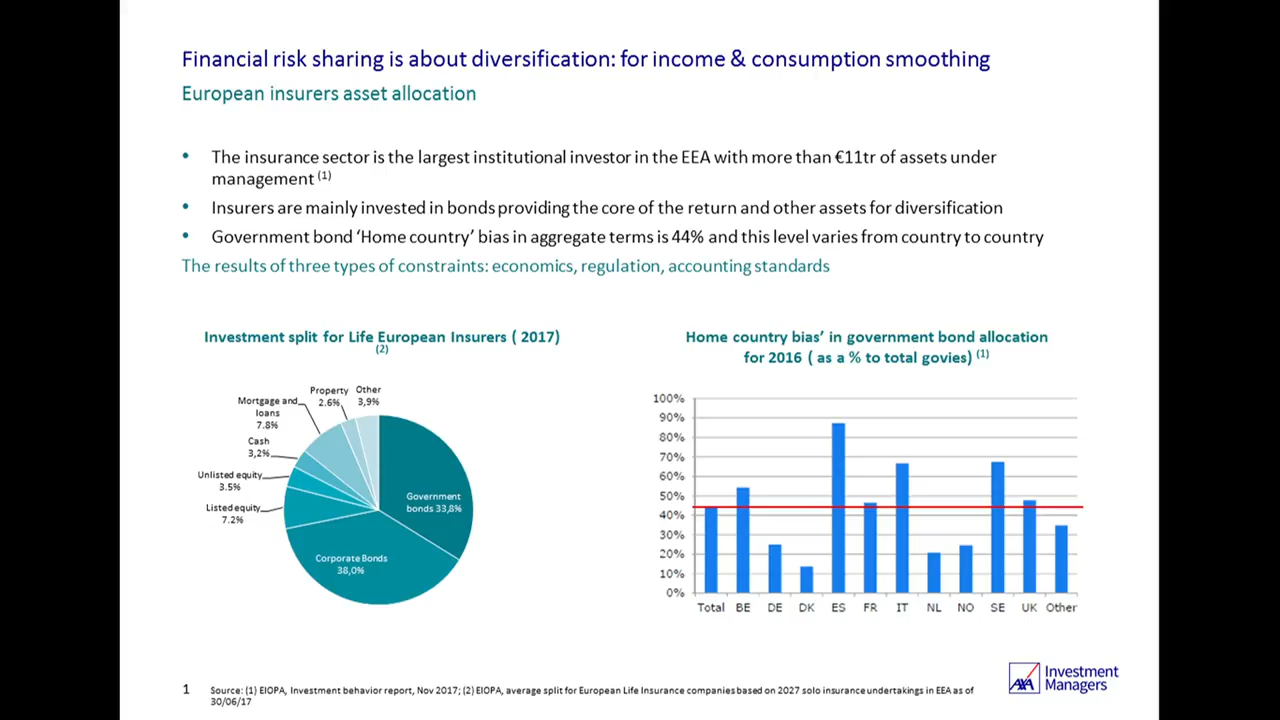 Financial risk sharing is about diversification: for income & consumption smoothing
European insurers asset allocation
• The insurance sector is the largest institutional investor in the EEA with more than €11tr of assets under
management (1)
• Insurers are mainly invested in bonds providing the core of the return and other assets for diversification
• Government bond ‘Home country’ bias in aggregate terms is 44% and this level varies from country to country
The results of three types of constraints: economics, regulation, accounting standards
Investment split for Life European Insurers ( 2017)
(2)
Property
2.6%
Other
3,9%
Mortgage and
loans
7.8%
Cash
3,2%
Unlisted equity
3.5%
Listed equity
7.2%
Government
bonds 33,8%
Corporate Bonds
38,0%
Home country bias’ in government bond allocation
for 2016 ( as a % to total govies) (1)
100%
90%
80%
70%
60%
50%
40%
30%
20%
10%
0%
Total BE DE DK ES FR IT NL NO SE UK Other
1 Source: (1) EIOPA, Investment behavior report, Nov 2017; (2) EIOPA, average split for European Life Insurance companies based on 2027 solo insurance undertakings in EEA as of
30/06/17
AXA
Investment
Managers